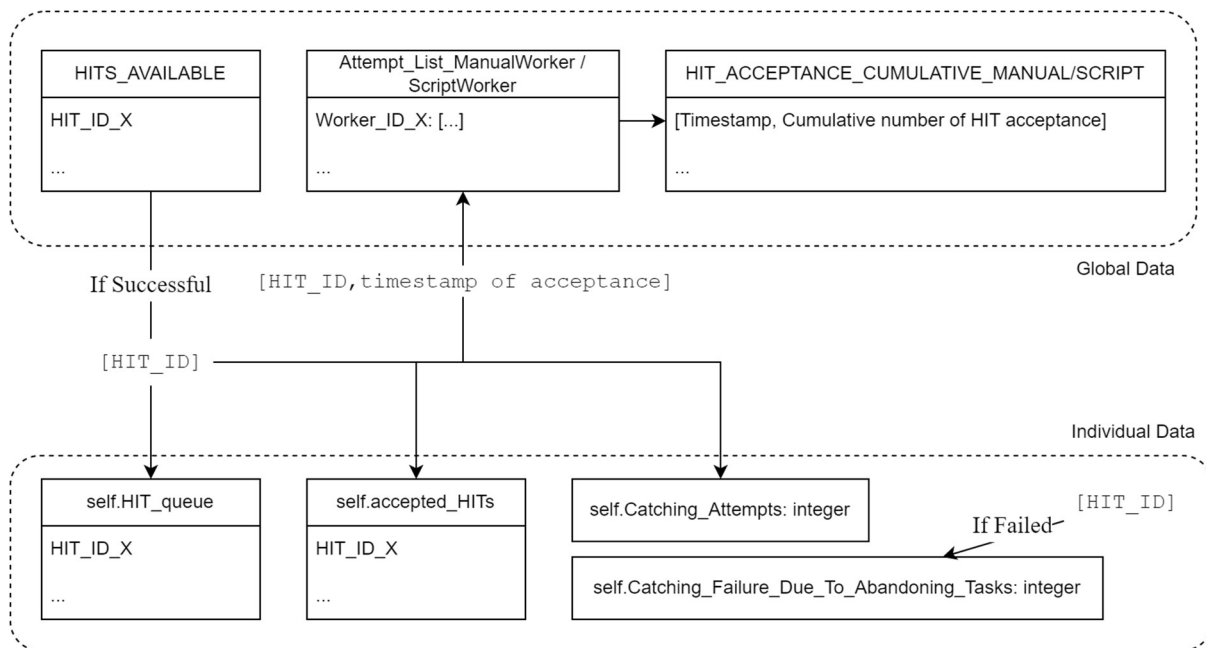 HITS_AVAILABLE
HIT_ID_X
...
Attempt_List_ManualWorker /
ScriptWorker
Worker_ID_X: [...]
...
HIT_ACCEPTANCE_CUMULATIVE_MANUAL/SCRIPT
[Timestamp, Cumulative number of HIT acceptance]
...
Global Data
If Successful
[HIT_ID,timestamp of acceptance]
[HIT_ID]
Individual Data
self.HIT_queue
HIT_ID_X
...
self.accepted_HITs
HIT_ID_X
...
self.Catching_Attempts: integer
[HIT_ID]
If Failed
self.Catching_Failure_Due_To_Abandoning_Tasks: integer